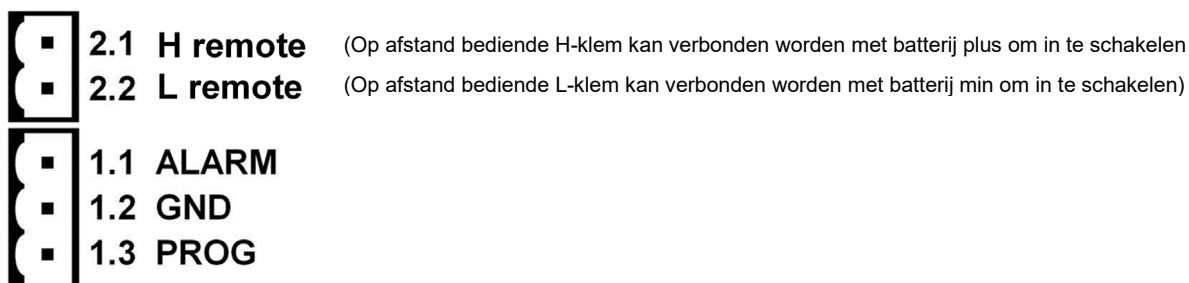 2.1 H remote (Op afstand bediende H-klem kan verbonden worden met batterij plus om in te schakelen
2.2 L remote (Op afstand bediende L-klem kan verbonden worden met batterij min om in te schakelen)
1.1 ALARM
1.2 GND
1.3 PROG